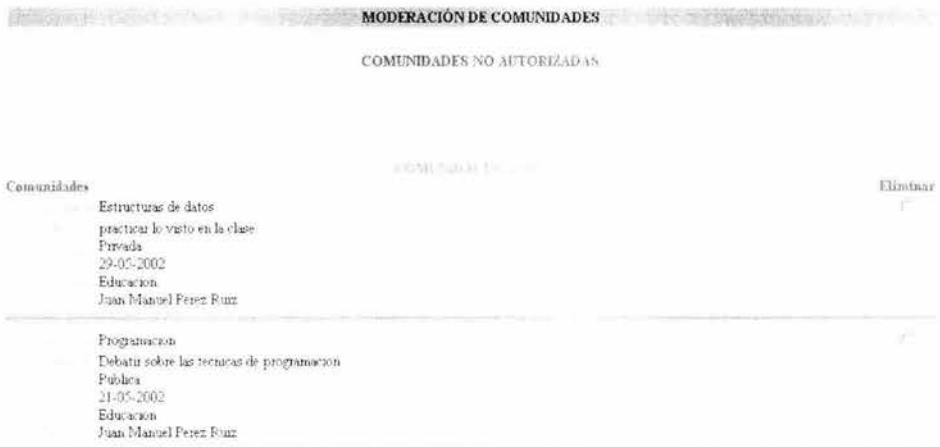 MODERACIÓN DE COMUNIDADES
COMUNIDADES NO AUTORIZADAS
Comunidades Eliminar
Estructuras de datos
practicar lo visto en la clase
Privada
29-05-2002
Educacion
Juan Manuel Perez Ruiz
Programacion
Debatir sobre las tecnicas de programacion
Publica
21-05-2002
Educacion
Juan Manuel Perez Ruiz